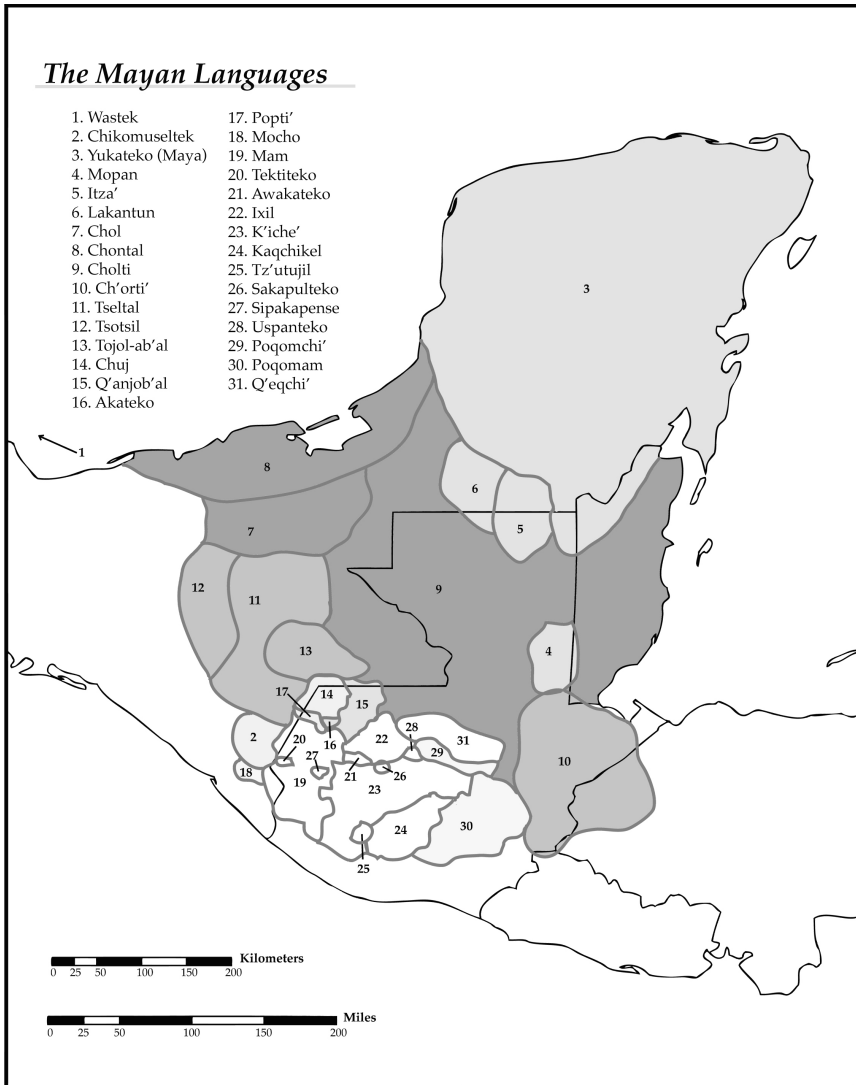 The Mayan Languages
1. Wastek
2. Chikomuseltek
3. Yukateko (Maya)
4. Mopan
5. Itza'
6. Lakantun
7. Chol
8. Chontal
9. Cholti
10. Ch'orti'
11. Tseltal
12. Tsotsil
13. Tojol-ab'al
14. Chuj
15. Q'anjob'al
16. Akateko
17. Popti'
18. Mocho
19. Mam
20. Tektiteko
21. Awakateko
22. Ixil
23. K'iche'
24. Kaqchikel
25. Tz'utujil
26. Sakapulteko
27. Sipakapense
28. Uspanteko
29. Poqomchi'
30. Poqomam
31. Q'eqchi'
3
1
8
6
7
5
12
11
9
13
4
14
17
15
2
20
16
22
28
31
29
18
27
19
21
26
23
10
24
30
25
Kilometers
0 25 50 100 150 200
Miles
0 25 50 100 150 200